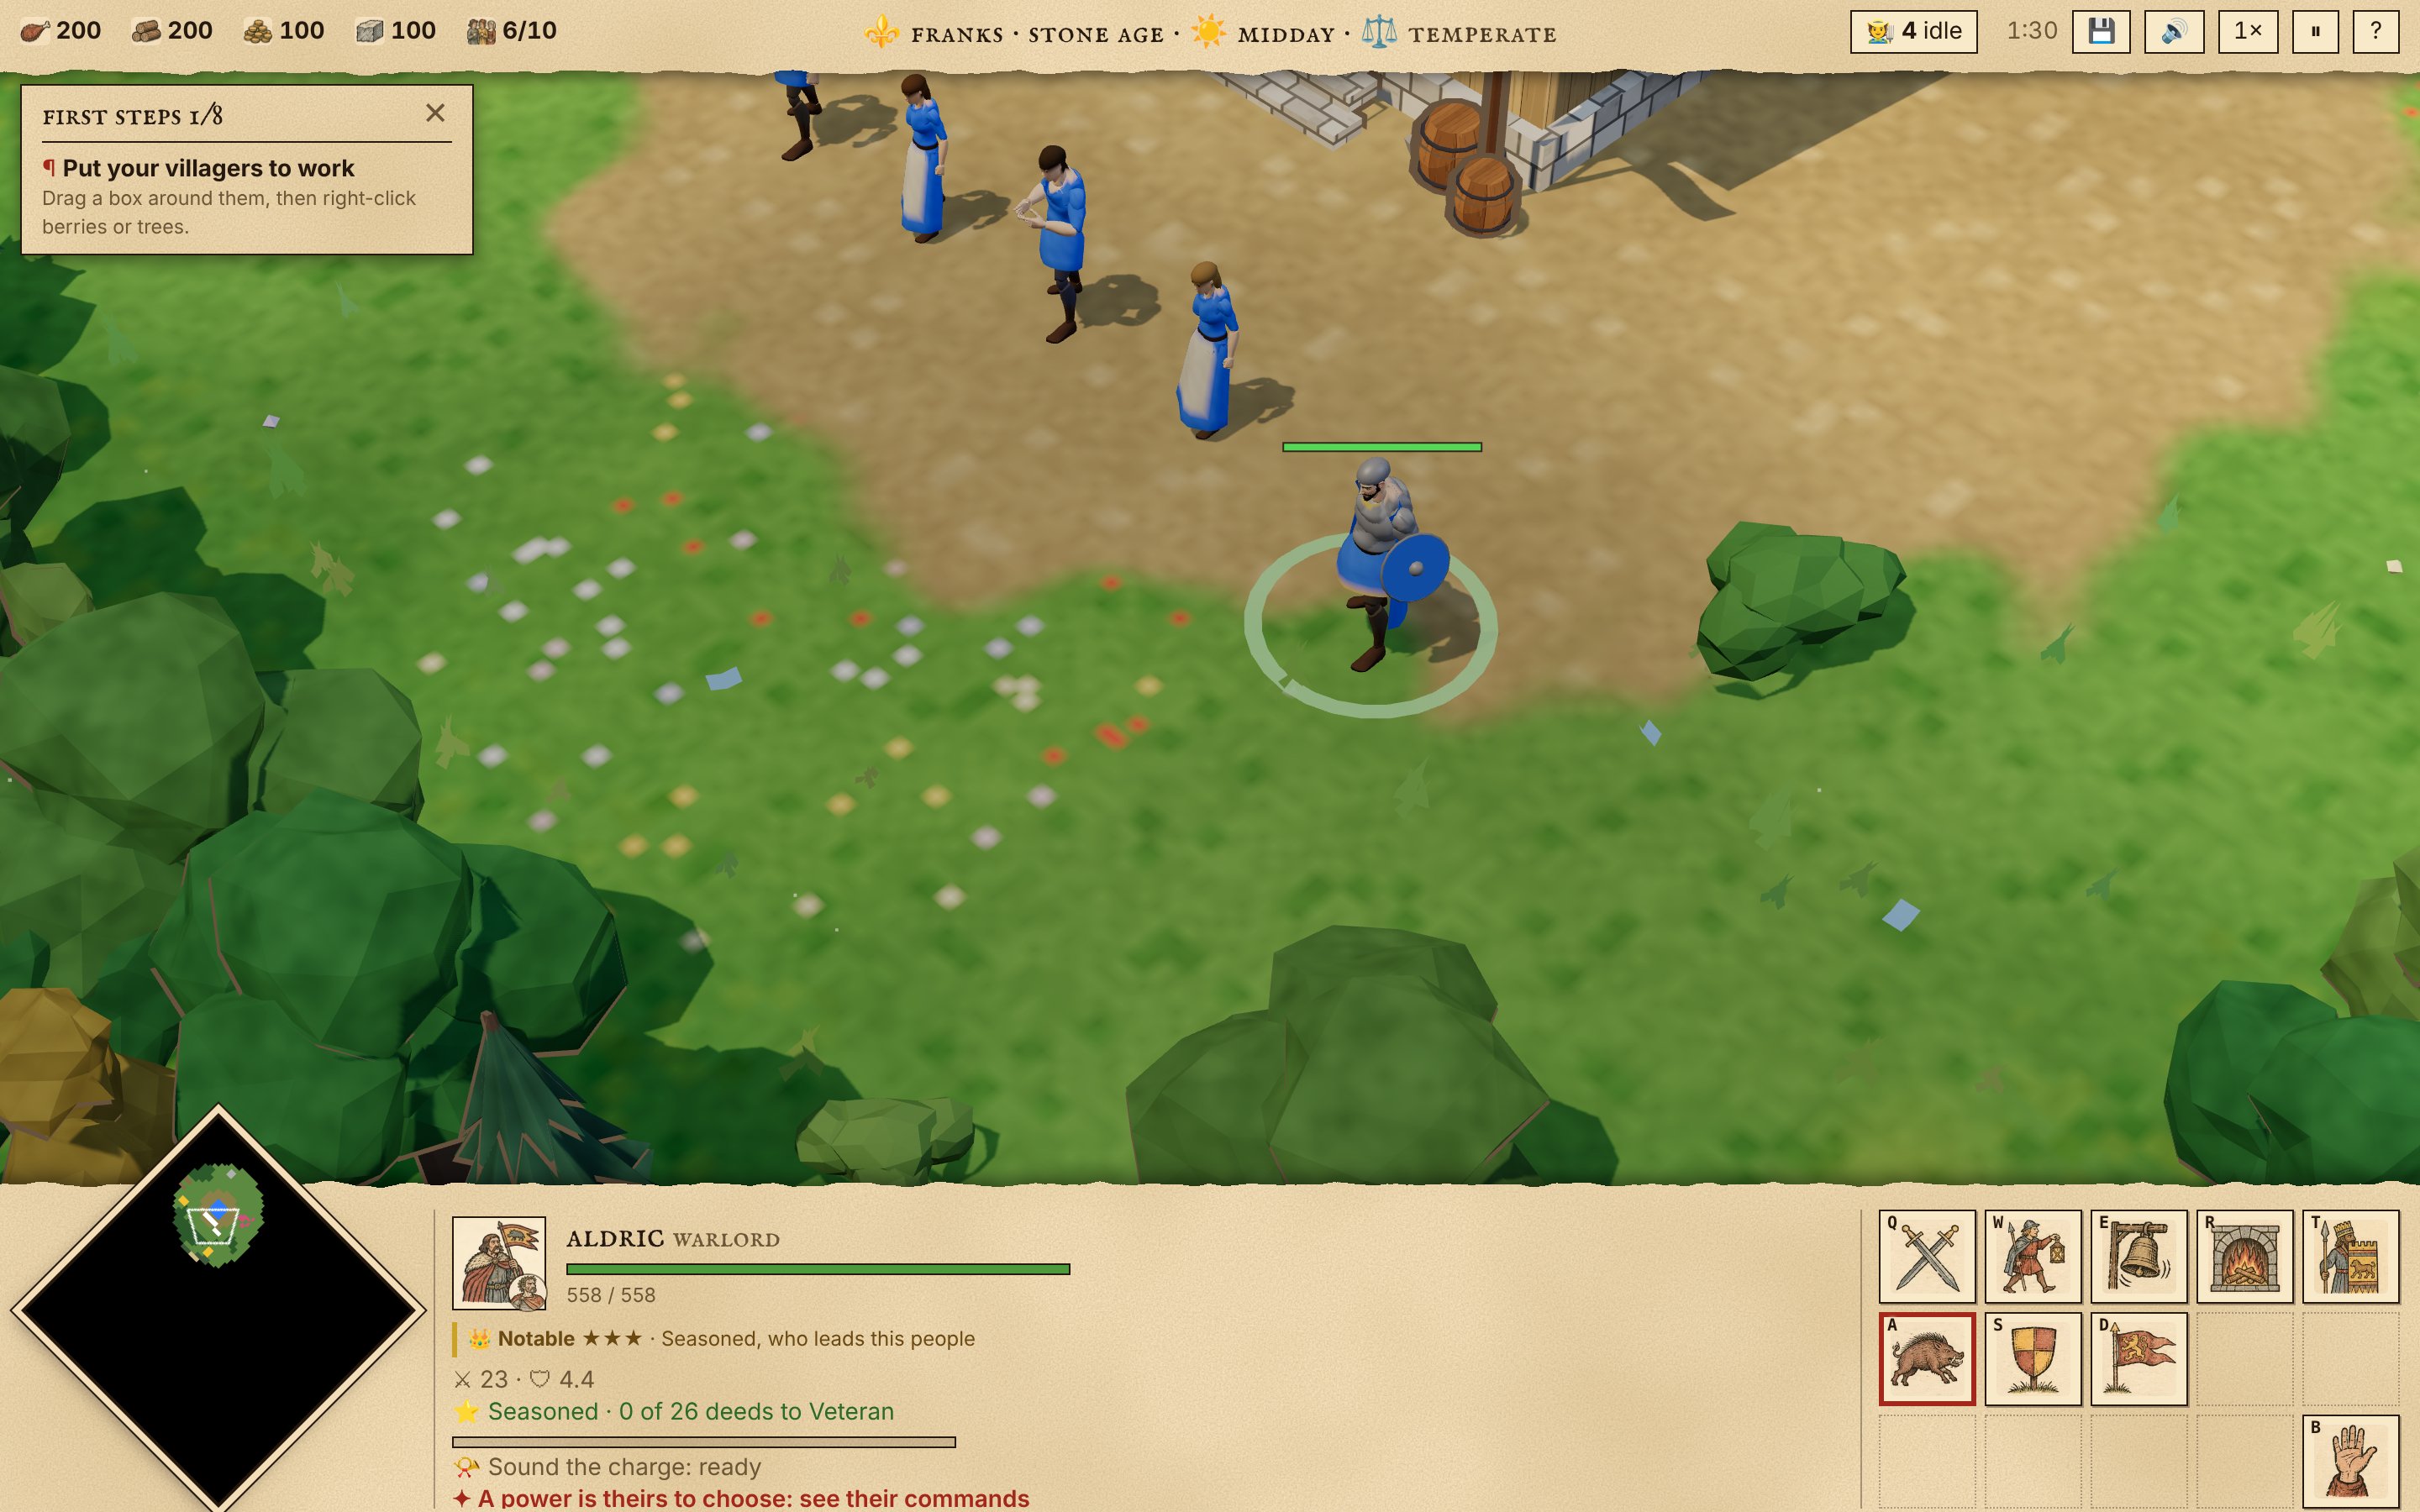 200 200 100 100 6/10
FRANKS · STONE AGE · MIDDAY · TEMPERATE
4 idle 1:30 1× ?
FIRST STEPS 1/8
¶ Put your villagers to work
Drag a box around them, then right-click
berries or trees.
ALDRIC WARLORD
558 / 558
Notable ★★★ · Seasoned, who leads this people
23 · 4.4
Seasoned · 0 of 26 deeds to Veteran
Sound the charge: ready
✦ A power is theirs to choose: see their commands
Q W E R T
A S D
B